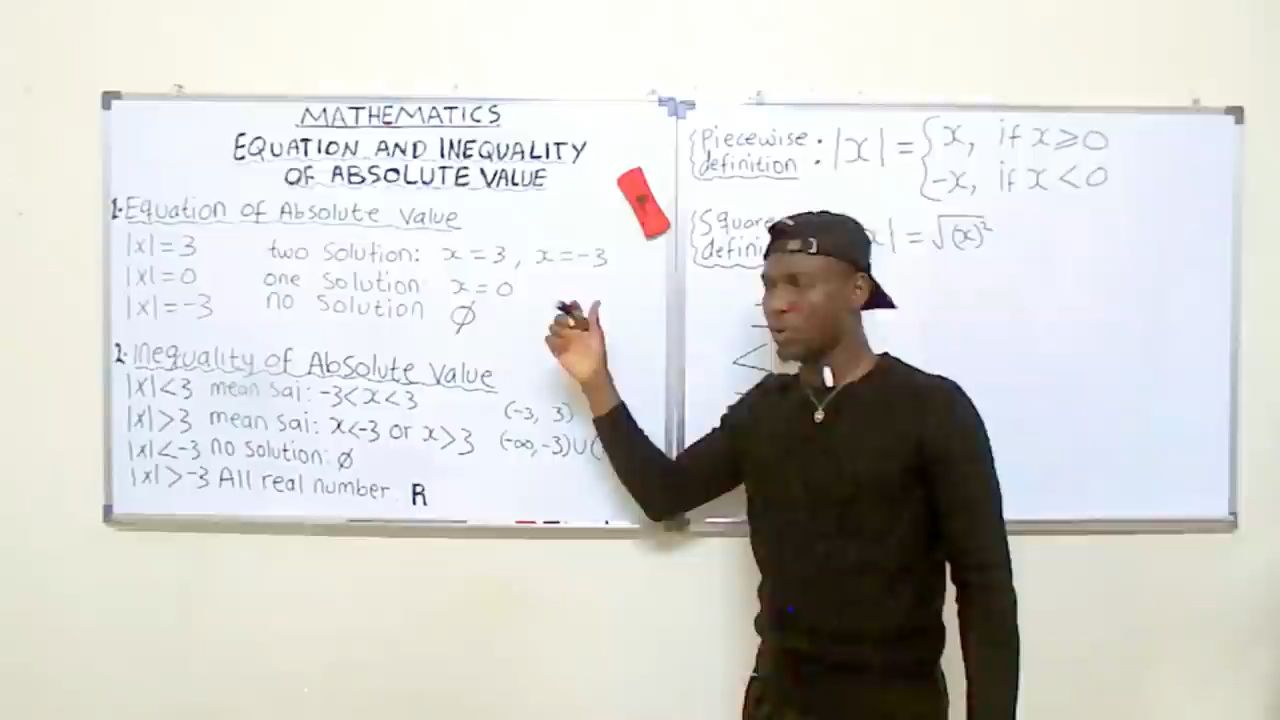 MATHEMATICS
EQUATION AND INEQUALITY
OF ABSOLUTE VALUE
1. Equation of Absolute Value
|x|=3 two solution: x=3, x=-3
|x|=0 one solution x=0
|x|=-3 no solution ∅
2. Inequality of Absolute Value
|x|<3 mean sai: -3<x<3 (-3, 3)
|x|>3 mean sai: x<-3 or x>3 (-∞,-3)∪(
|x|<-3 no solution: ∅
|x|>-3 All real number R
Piecewise definition : |x| = { x, if x⩾0
-x, if x<0
Square
|=√(x)²
<